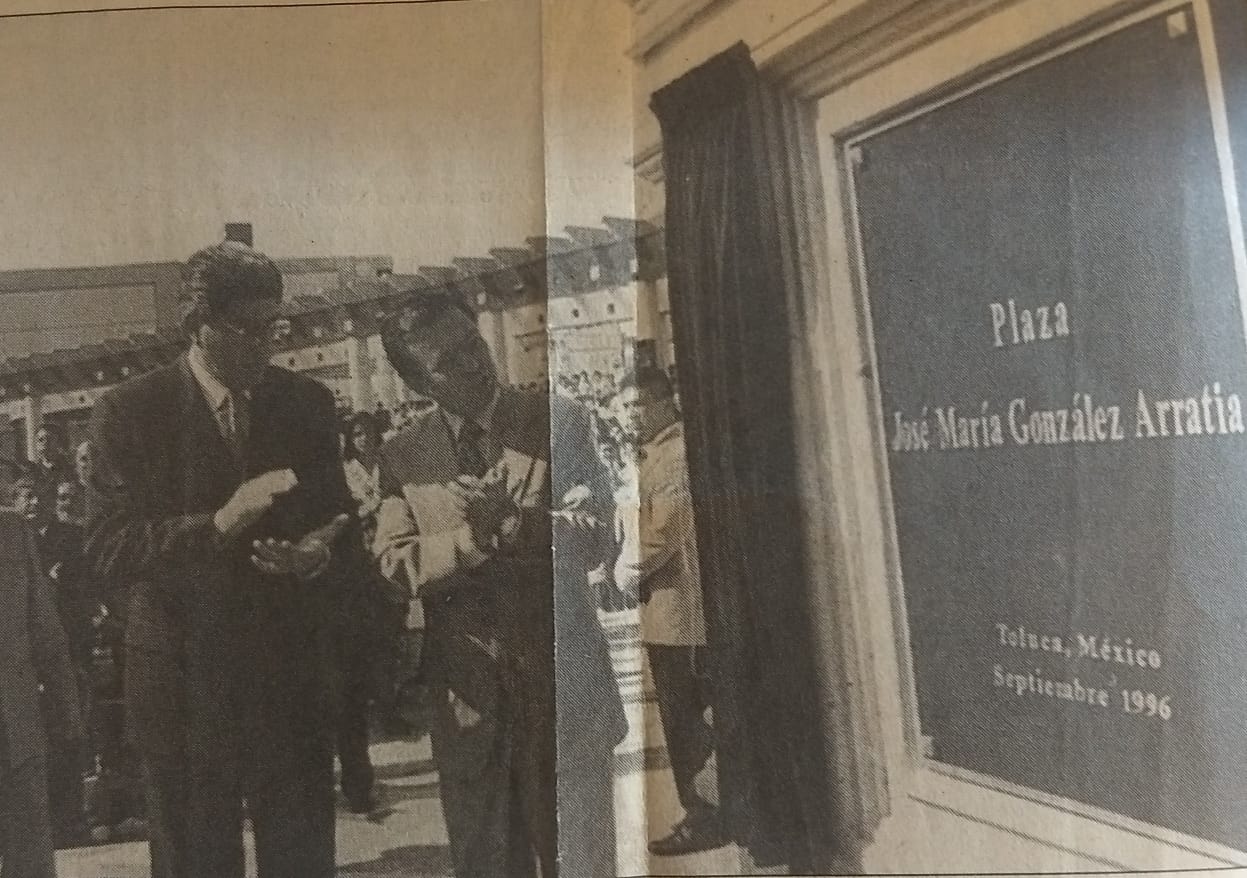 Plaza
José María González Arratia
Toluca, México
Septiembre 1996